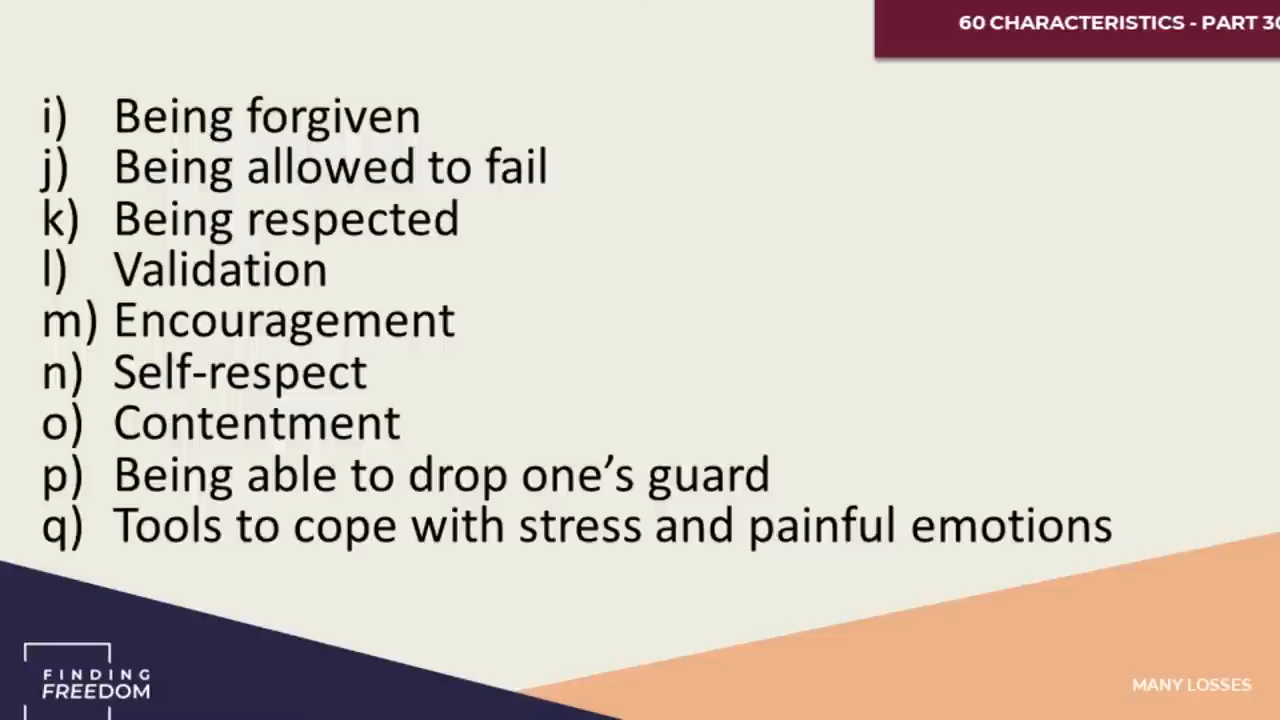 60 CHARACTERISTICS - PART 30
i) Being forgiven
j) Being allowed to fail
k) Being respected
l) Validation
m) Encouragement
n) Self-respect
o) Contentment
p) Being able to drop one’s guard
q) Tools to cope with stress and painful emotions
FINDING
FREEDOM
MANY LOSSES